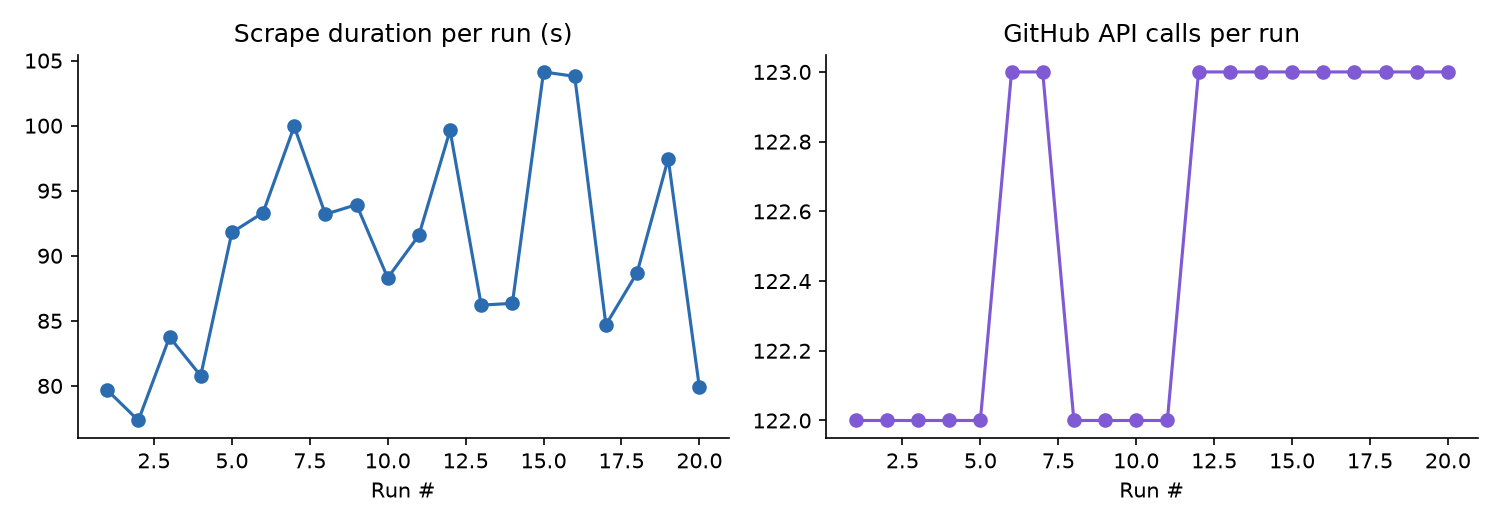 Scrape duration per run (s)
105
100
95
90
85
80
2.5 5.0 7.5 10.0 12.5 15.0 17.5 20.0
Run #
GitHub API calls per run
123.0
122.8
122.6
122.4
122.2
122.0
2.5 5.0 7.5 10.0 12.5 15.0 17.5 20.0
Run #